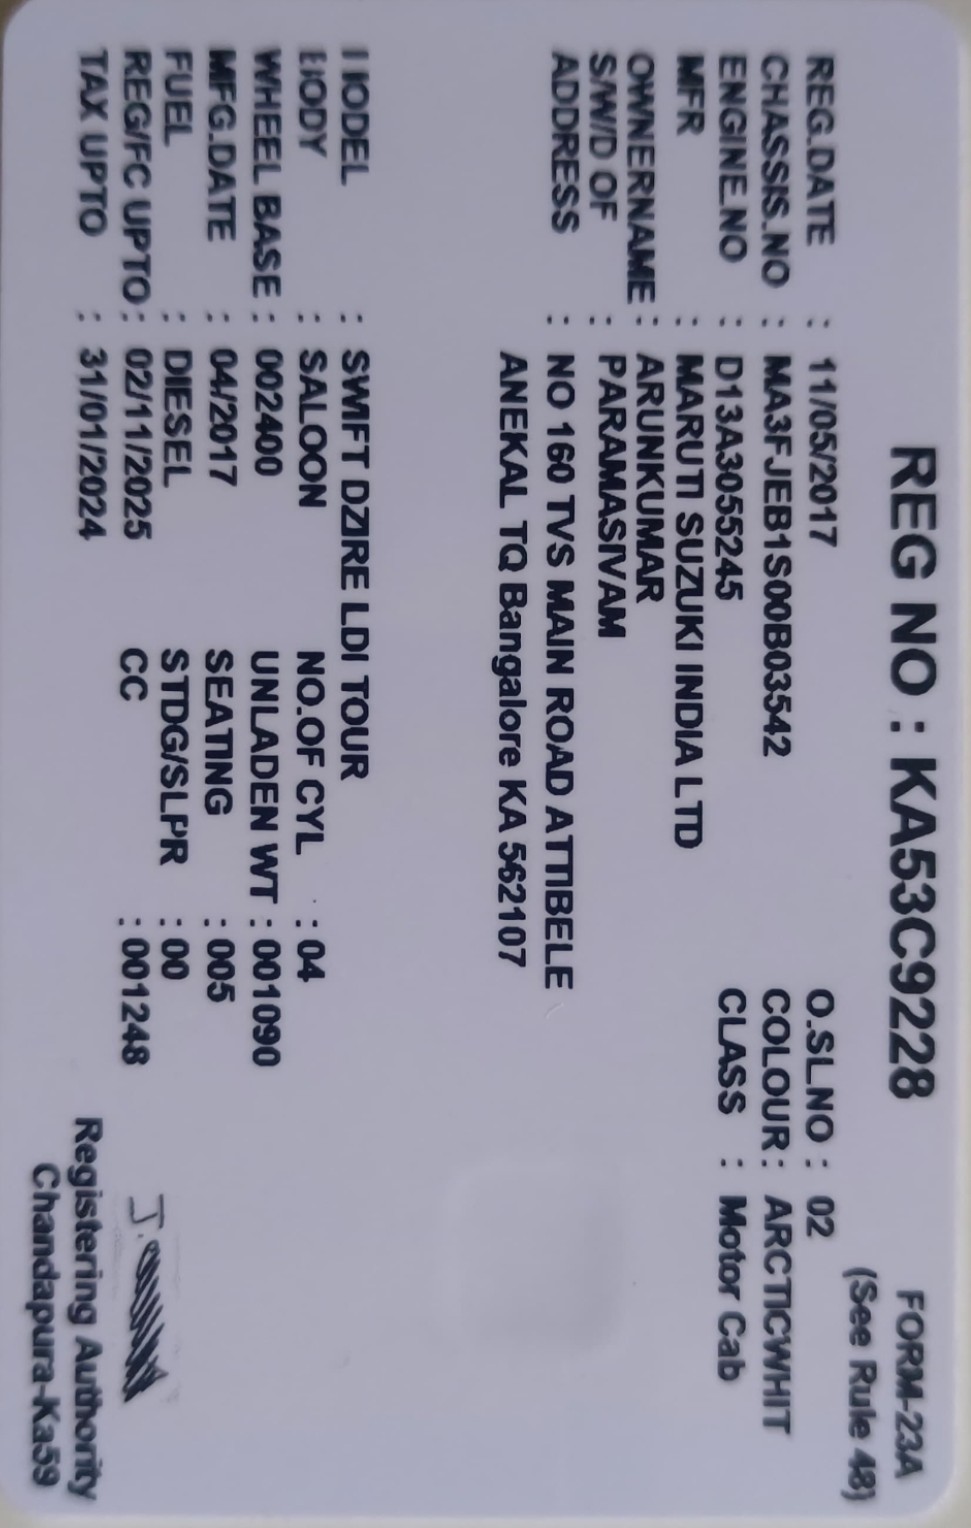 FORM-23A
(See Rule 48)
REG NO : KA53C9228
REG.DATE : 11/05/2017 O.SI.NO : 02
CHASSIS.NO : MA3FJEB1S00B03542 COLOUR : ARCTICWHIT
ENGINE.NO : D13A3055245 CLASS : Motor Cab
MFR : MARUTI SUZUKI INDIA LTD
OWNERNAME : ARUNKUMAR
S/W/D OF : PARAMASIVAM
ADDRESS : NO 160 TVS MAIN ROAD ATTIBELE
ANEKAL TQ Bangalore KA 562107
MODEL : SWIFT DZIRE LDI TOUR
BODY : SALOON NO.OF CYL : 04
WHEEL BASE : 002400 UNLADEN WT : 001090
MFG.DATE : 04/2017 SEATING : 005
FUEL : DIESEL STDG/SLPR : 00
REG/FC UPTO : 02/11/2025 CC : 001248
TAX UPTO : 31/01/2024
Registering Authority
Chandapura-Ka59